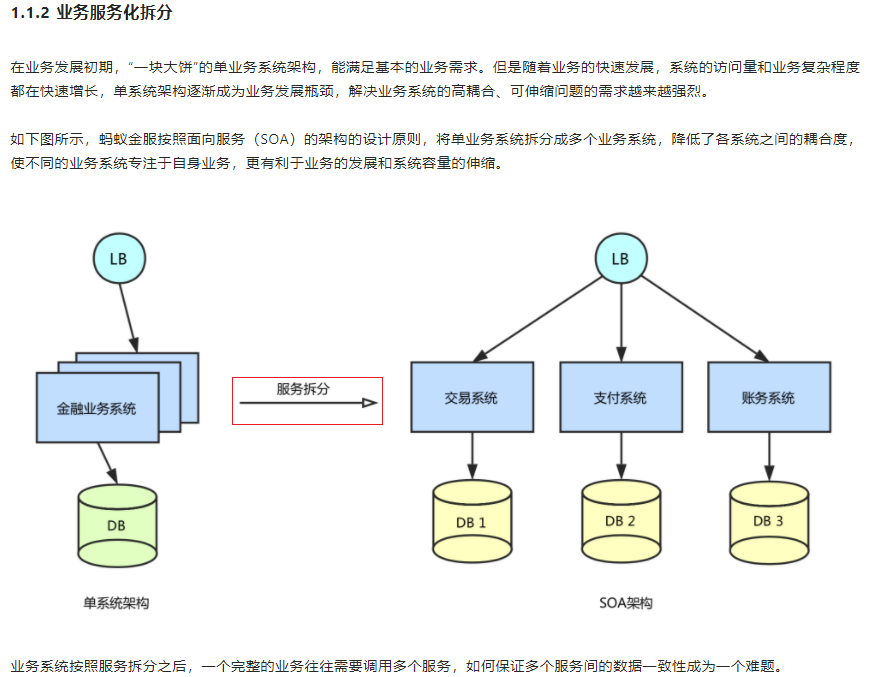 1.1.2 业务服务化拆分
在业务发展初期，“一块大饼”的单业务系统架构，能满足基本的业务需求。但是随着业务的快速发展，系统的访问量和业务复杂程度
都在快速增长，单系统架构逐渐成为业务发展瓶颈，解决业务系统的高耦合、可伸缩问题的需求越来越强烈。
如下图所示，蚂蚁金服按照面向服务（SOA）的架构的设计原则，将单业务系统拆分成多个业务系统，降低了各系统之间的耦合度，
使不同的业务系统专注于自身业务，更有利于业务的发展和系统容量的伸缩。
LB
金融业务系统
DB
单系统架构
服务拆分
LB
交易系统
支付系统
账务系统
DB 1
DB 2
DB 3
SOA架构
业务系统按照服务拆分之后，一个完整的业务往往需要调用多个服务，如何保证多个服务间的数据一致性成为一个难题。